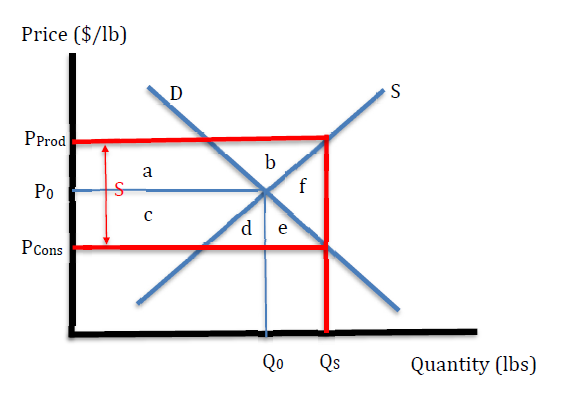 Price ($/lb)
D
S
PProd
b
a
f
P0
S
c
d
e
PCons
Q0
Qs
Quantity (lbs)